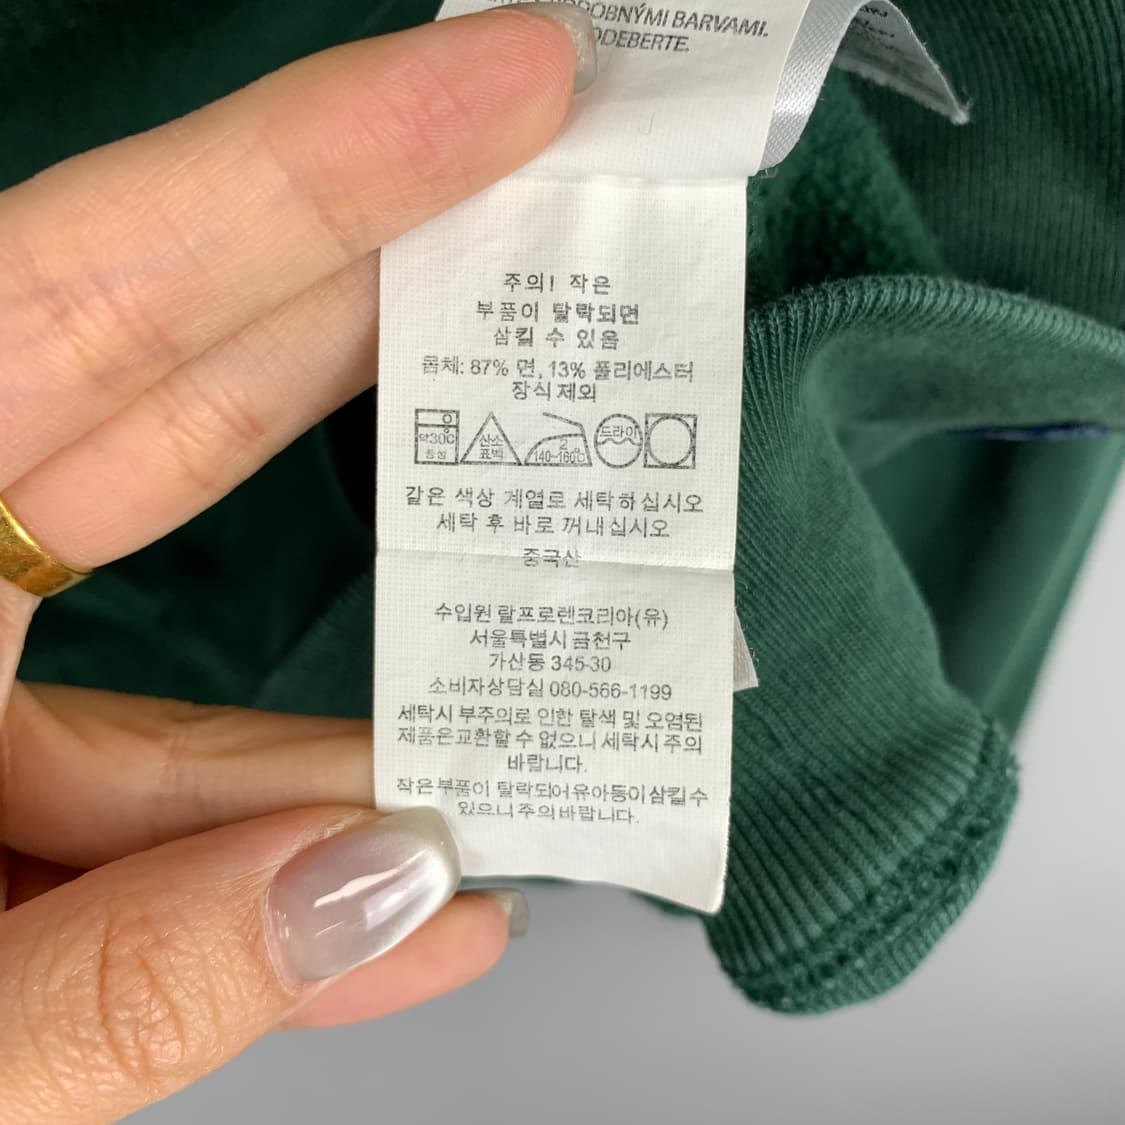 OBNÝMI BARVAMI.
ODEBERTE.
주의! 작은
부품이 탈락되면
삼킬 수 있음
몸체: 87% 면, 13% 폴리에스터
장식 제외
약30℃
중성
산소
표백
2
140~160℃
드라이
같은 색상 계열로 세탁하십시오
세탁 후 바로 꺼내십시오
중국산
수입원 랄프로렌코리아(유)
서울특별시 금천구
가산동 345-30
소비자상담실 080-566-1199
세탁시 부주의로 인한 탈색 및 오염된
제품은교환할 수 없으니 세탁시 주의
바랍니다.
작은부품이 탈락되어유아동이삼킬수
있으니주의바랍니다.